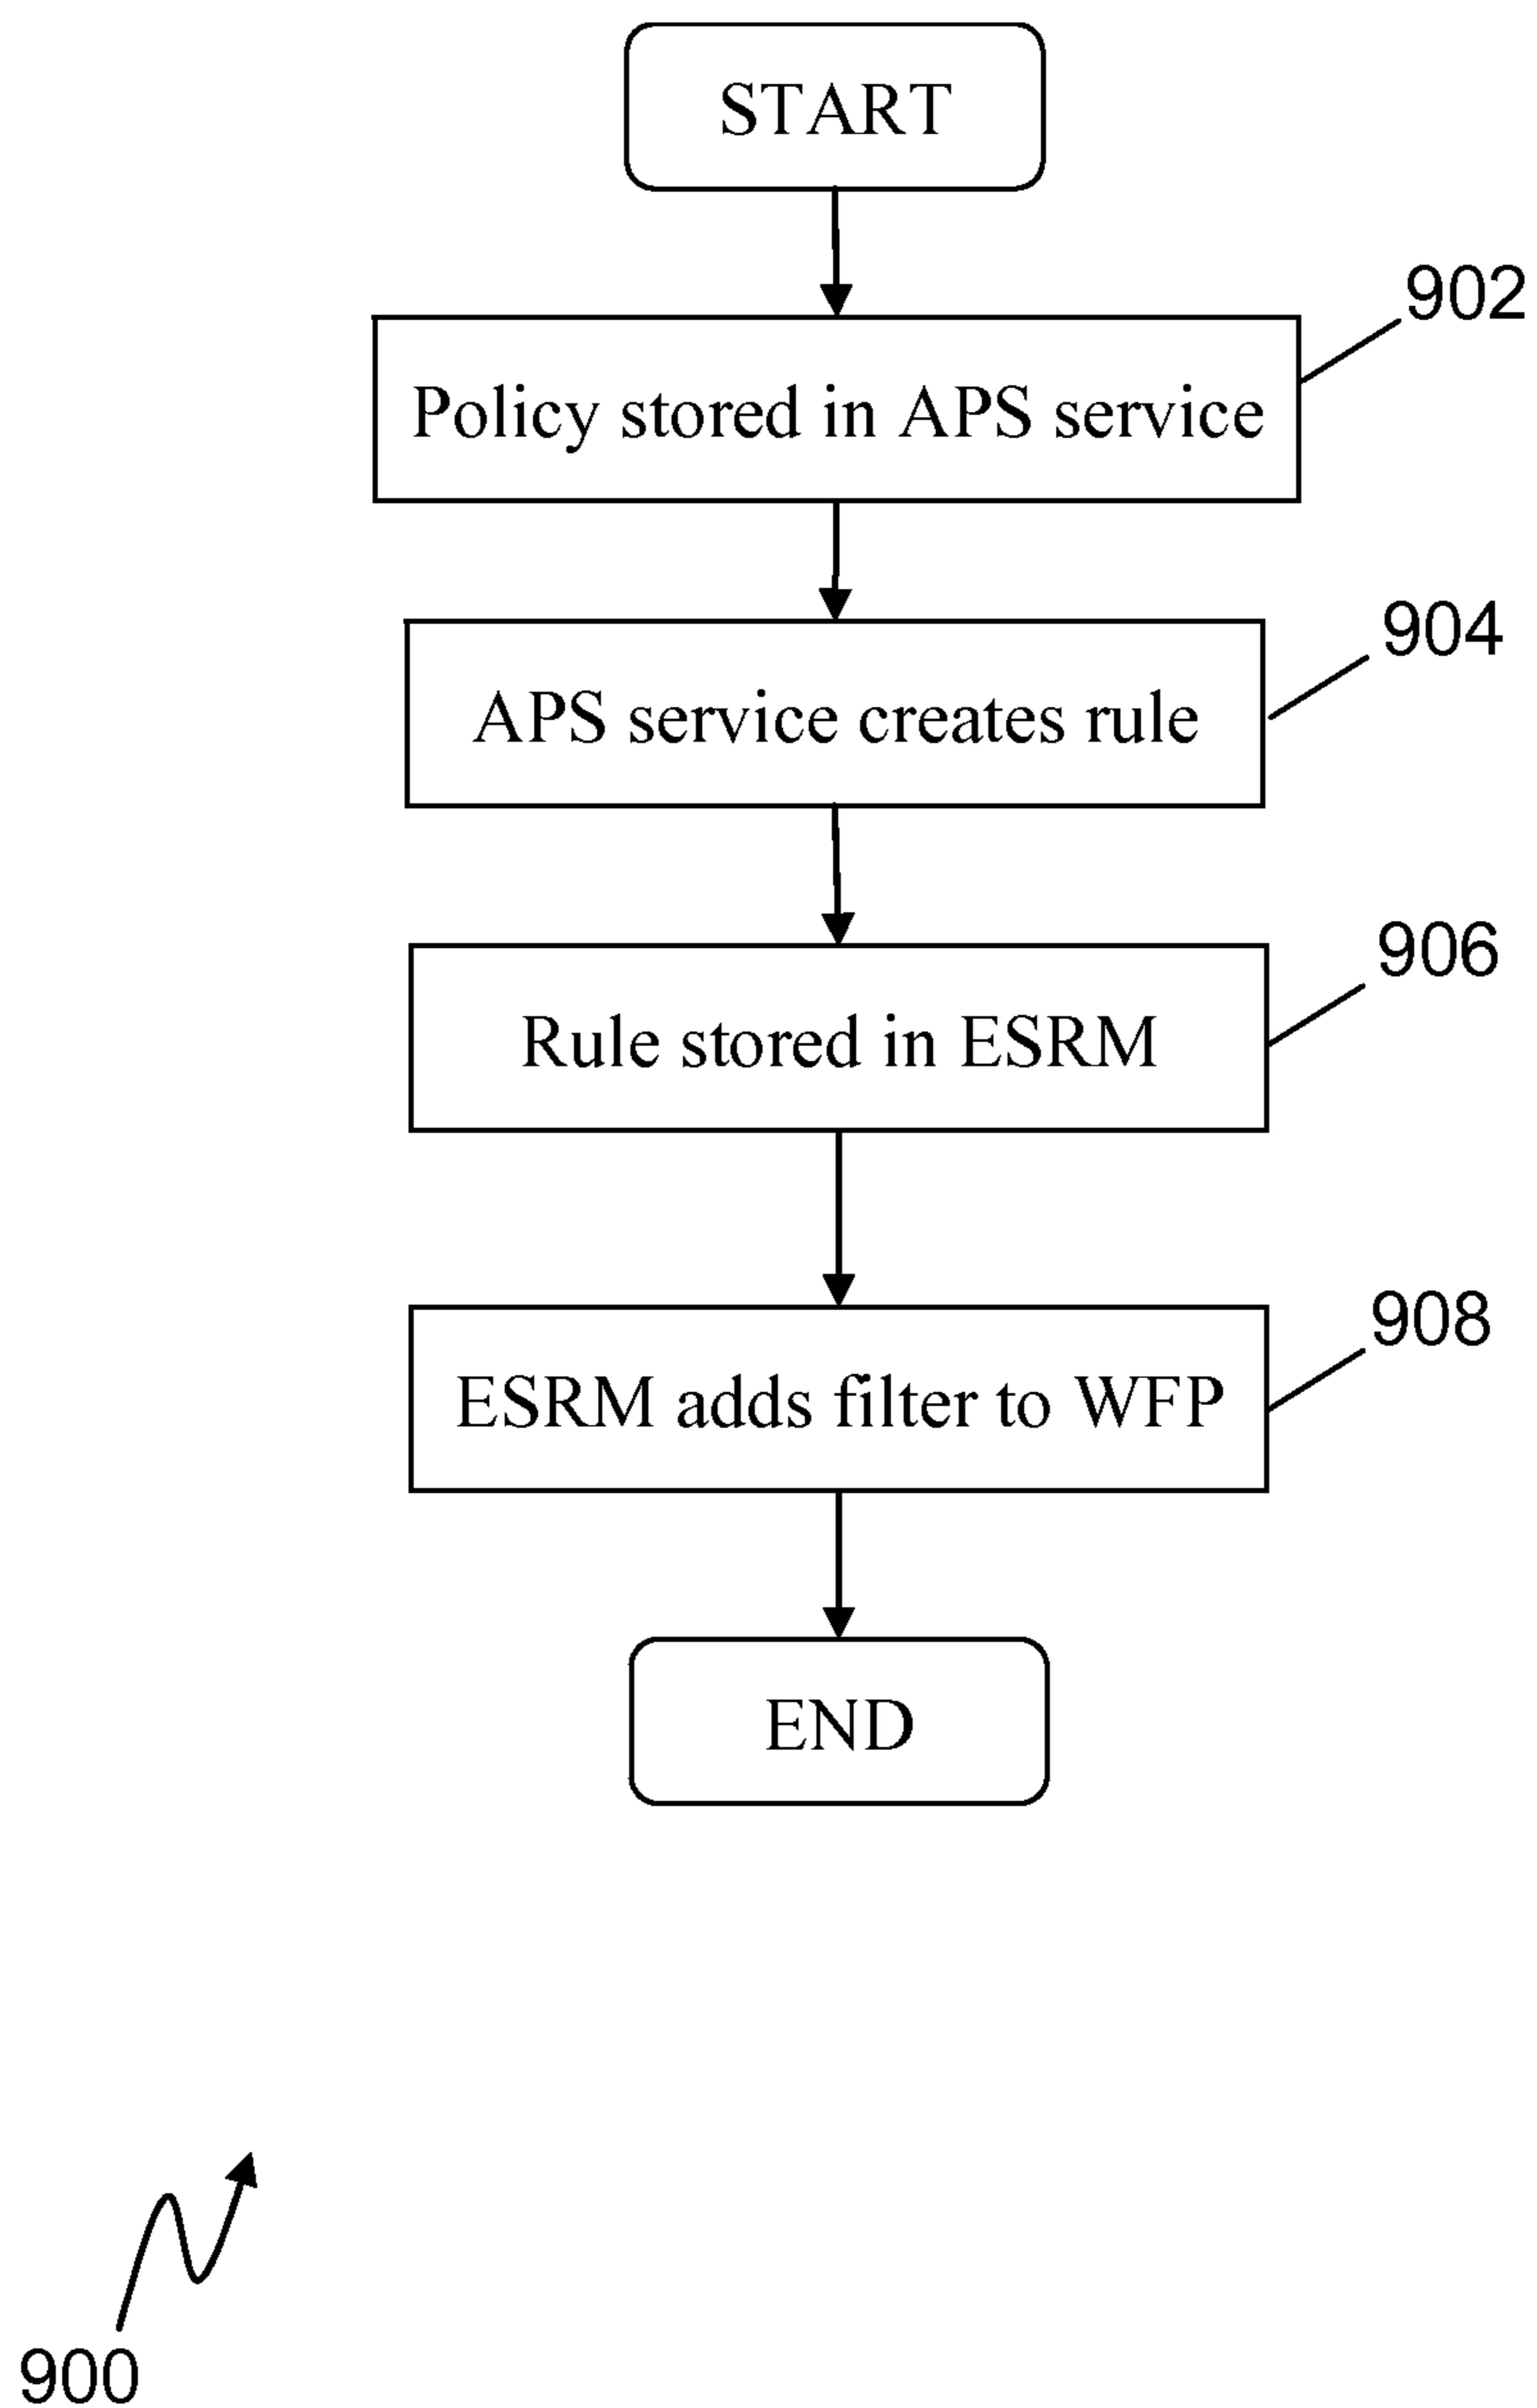 START
902
Policy stored in APS service
904
APS service creates rule
906
Rule stored in ESRM
908
ESRM adds filter to WFP
END
900